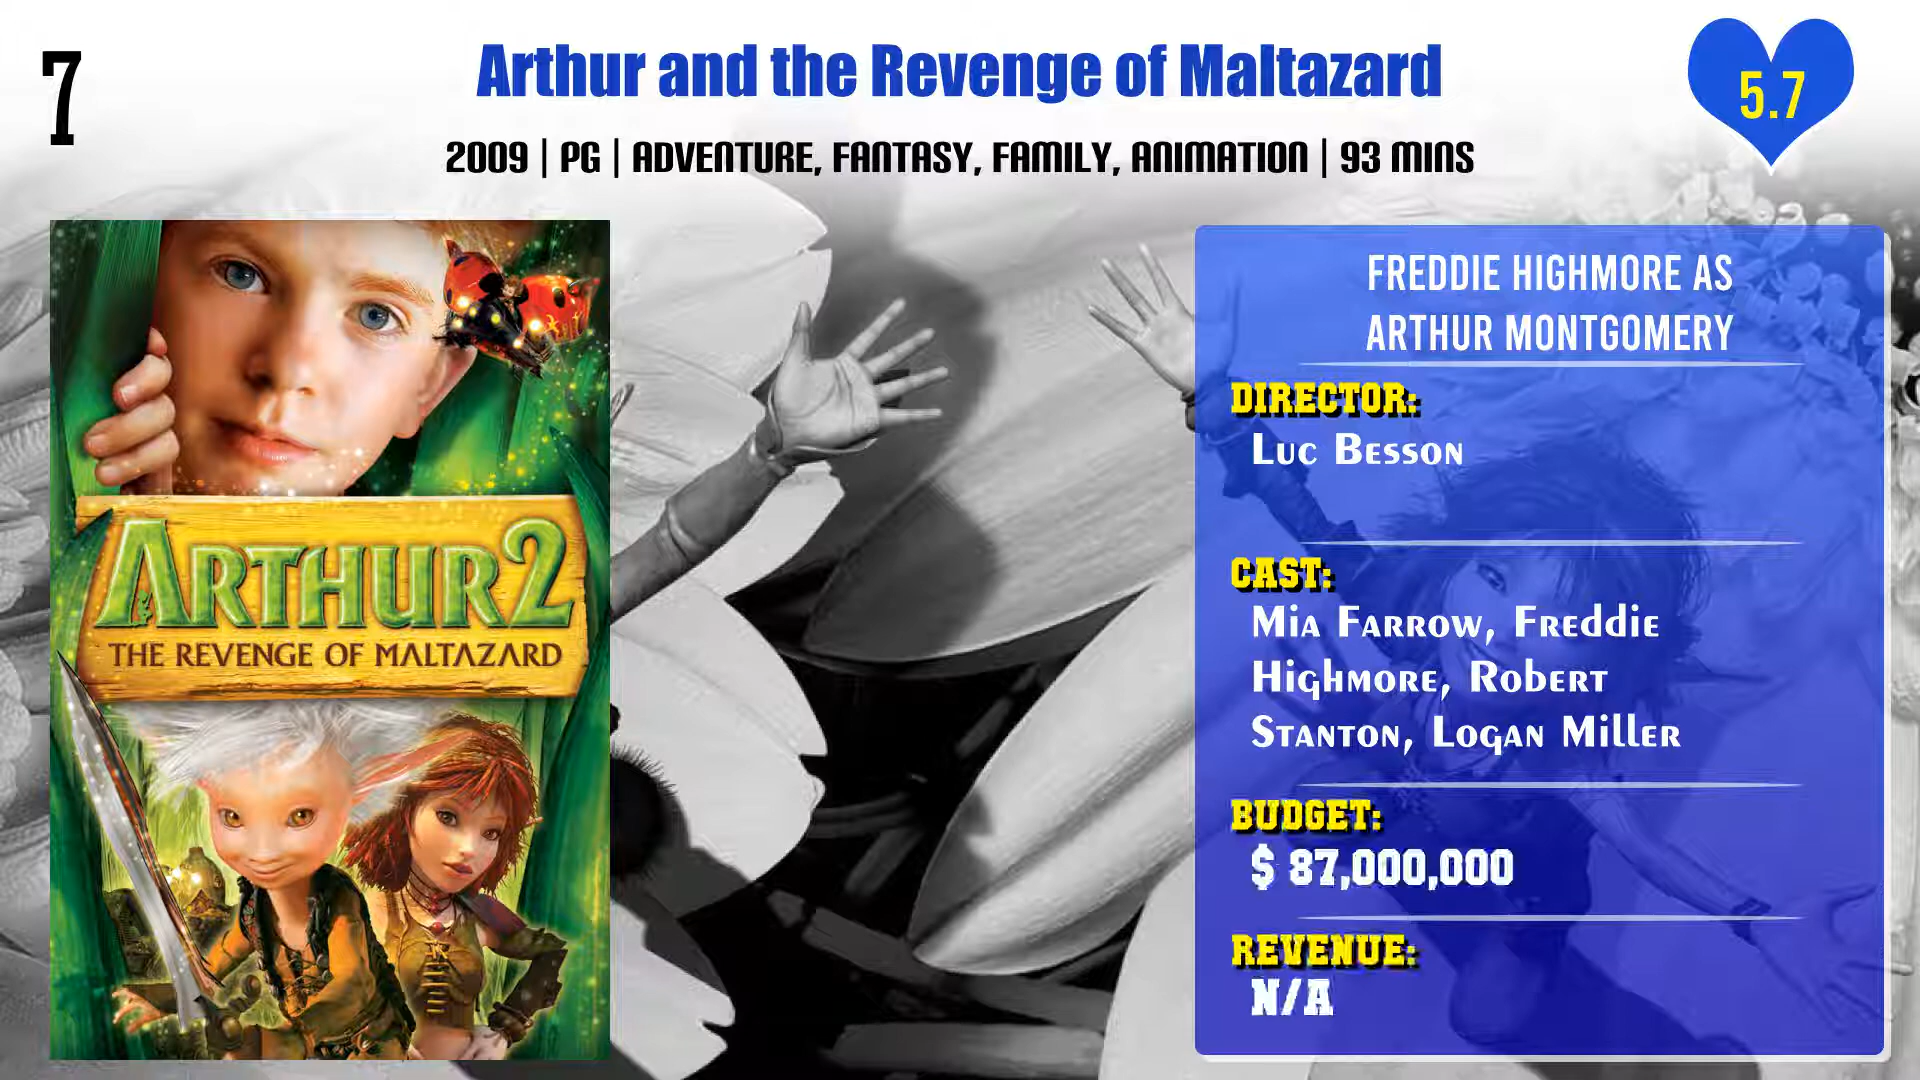 7
Arthur and the Revenge of Maltazard
5.7
2009 | PG | ADVENTURE, FANTASY, FAMILY, ANIMATION | 93 MINS
ARTHUR 2
THE REVENGE OF MALTAZARD
FREDDIE HIGHMORE AS
ARTHUR MONTGOMERY
DIRECTOR:
Luc Besson
CAST:
Mia Farrow, Freddie
Highmore, Robert
Stanton, Logan Miller
BUDGET:
$ 87,000,000
REVENUE:
N/A